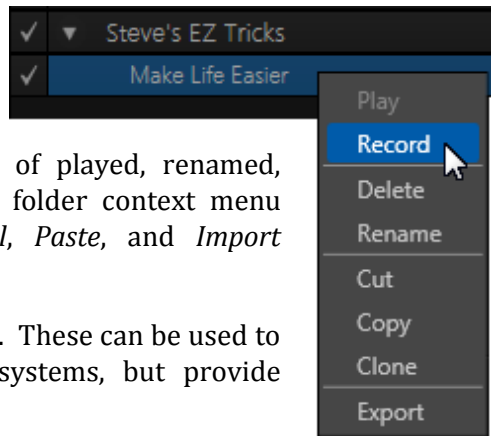 ✓ ▼ Steve's EZ Tricks
✓ Make Life Easier
Play
Record
Delete
Rename
Cut
Copy
Clone
Export
of played, renamed,
folder context menu
l, Paste, and Import
. These can be used to
systems, but provide